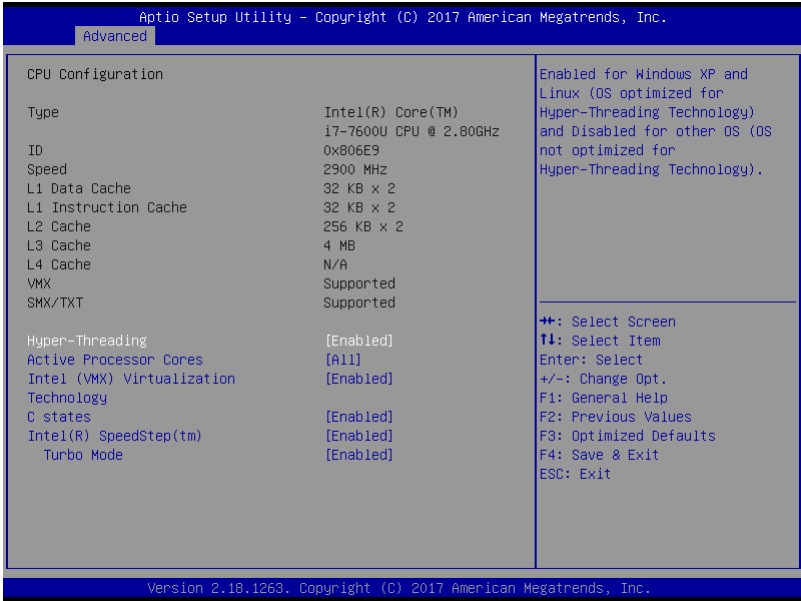 Aptio Setup Utility – Copyright (C) 2017 American Megatrends, Inc.
Advanced
CPU Configuration
Type Intel(R) Core(TM)
i7-7600U CPU @ 2.80GHz
ID 0x806E9
Speed 2900 MHz
L1 Data Cache 32 KB x 2
L1 Instruction Cache 32 KB x 2
L2 Cache 256 KB x 2
L3 Cache 4 MB
L4 Cache N/A
VMX Supported
SMX/TXT Supported
Hyper-Threading [Enabled]
Active Processor Cores [All]
Intel (VMX) Virtualization [Enabled]
Technology
C states [Enabled]
Intel(R) SpeedStep(tm) [Enabled]
Turbo Mode [Enabled]
Enabled for Windows XP and
Linux (OS optimized for
Hyper-Threading Technology)
and Disabled for other OS (OS
not optimized for
Hyper-Threading Technology).
→←: Select Screen
↑↓: Select Item
Enter: Select
+/-: Change Opt.
F1: General Help
F2: Previous Values
F3: Optimized Defaults
F4: Save & Exit
ESC: Exit
Version 2.18.1263. Copyright (C) 2017 American Megatrends, Inc.